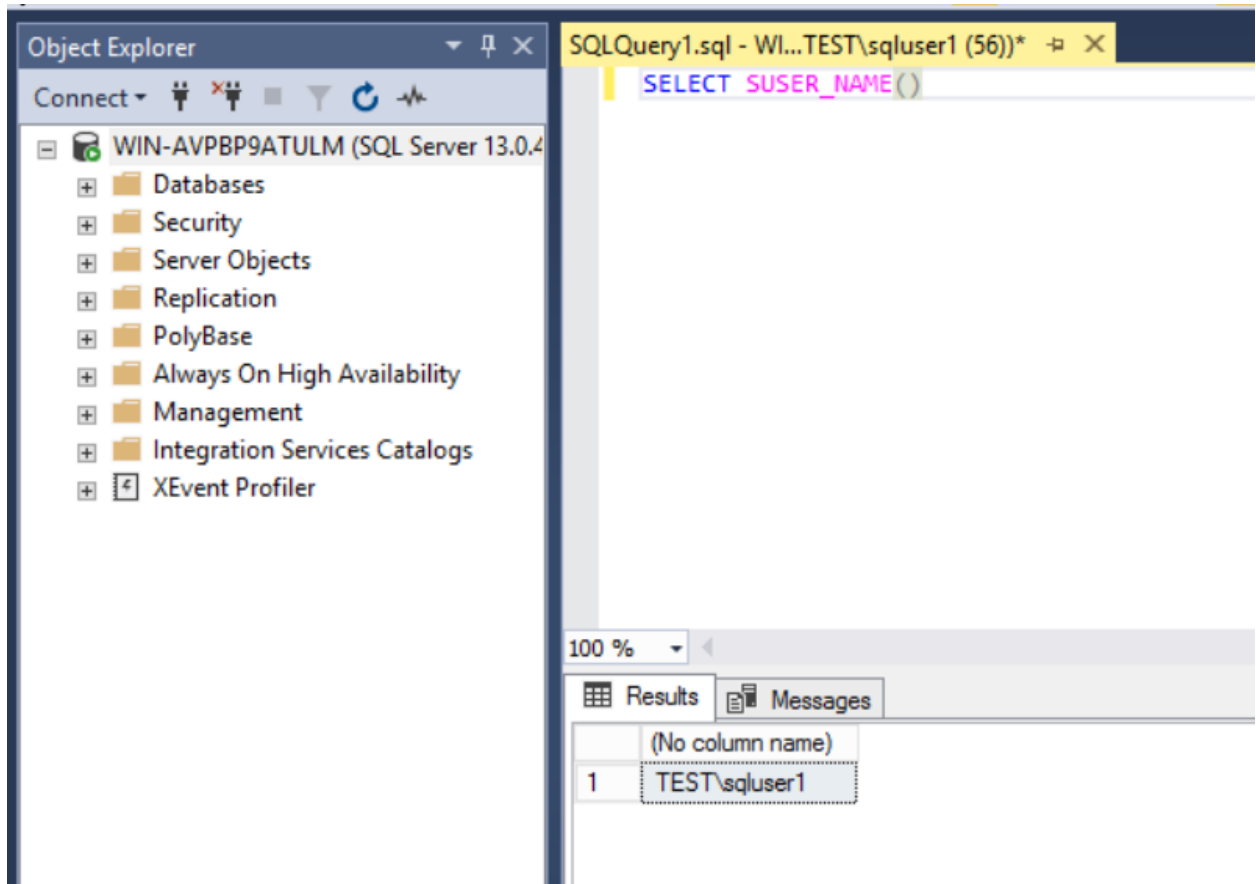 Object Explorer
Connect
WIN-AVPBP9ATULM (SQL Server 13.0.4
Databases
Security
Server Objects
Replication
PolyBase
Always On High Availability
Management
Integration Services Catalogs
XEvent Profiler
SQLQuery1.sql - WI...TEST\sqluser1 (56))*
SELECT SUSER_NAME()
100 %
Results Messages
(No column name)
1 TEST\sqluser1